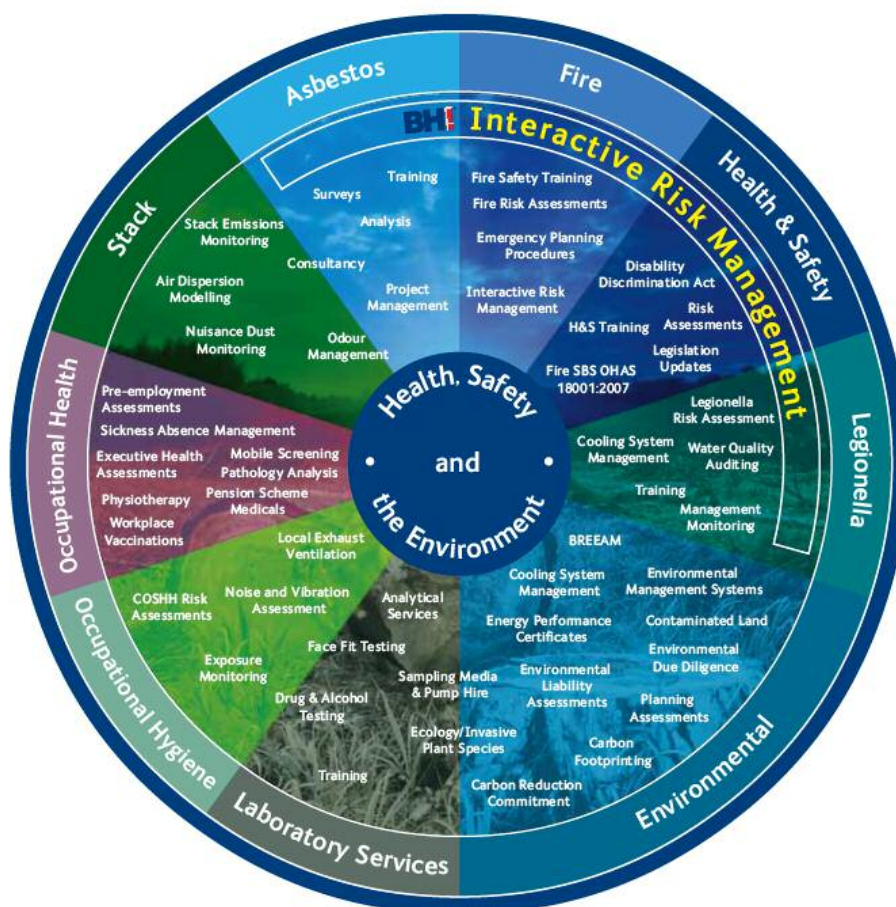 Asbestos
Fire
Health & Safety
Legionella
Environmental
Laboratory Services
Occupational Hygiene
Occupational Health
Stack
BHI Interactive Risk Management
Health, Safety
and
the Environment
Training
Surveys
Analysis
Consultancy
Project
Management
Fire Safety Training
Fire Risk Assessments
Emergency Planning
Procedures
Interactive Risk
Management
Disability
Discrimination Act
Risk
Assessments
H&S Training
Legislation
Updates
Fire SBS OHAS
18001:2007
Legionella
Risk Assessment
Cooling System
Management
Water Quality
Auditing
Training
Management
Monitoring
BREEAM
Cooling System
Management
Environmental
Management Systems
Energy Performance
Certificates
Contaminated Land
Environmental
Due Diligence
Environmental
Liability
Assessments
Planning
Assessments
Carbon
Footprinting
Carbon Reduction
Commitment
Analytical
Services
Face Fit Testing
Sampling Media
& Pump Hire
Drug & Alcohol
Testing
Ecology/Invasive
Plant Species
Training
Local Exhaust
Ventilation
COSHH Risk
Assessments
Noise and Vibration
Assessment
Exposure
Monitoring
Pre-employment
Assessments
Sickness Absence Management
Executive Health
Assessments
Mobile Screening
Pathology Analysis
Physiotherapy
Pension Scheme
Medicals
Workplace
Vaccinations
Stack Emissions
Monitoring
Air Dispersion
Modelling
Nuisance Dust
Monitoring
Odour
Management